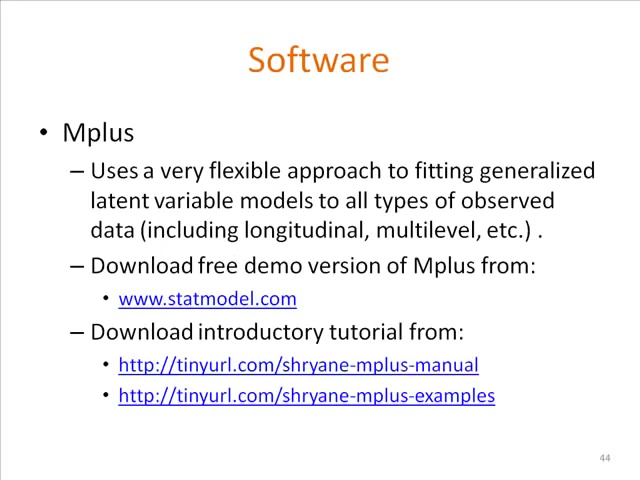 Software
• Mplus
– Uses a very flexible approach to fitting generalized
latent variable models to all types of observed
data (including longitudinal, multilevel, etc.) .
– Download free demo version of Mplus from:
• www.statmodel.com
– Download introductory tutorial from:
• http://tinyurl.com/shryane-mplus-manual
• http://tinyurl.com/shryane-mplus-examples
44